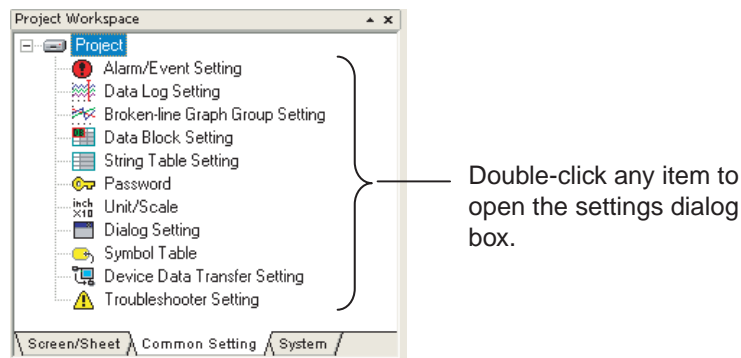 Project Workspace
Project
Alarm/Event Setting
Data Log Setting
Broken-line Graph Group Setting
DB
Data Block Setting
String Table Setting
Password
inch
×10
Unit/Scale
Dialog Setting
Symbol Table
Device Data Transfer Setting
Troubleshooter Setting
Screen/Sheet Common Setting System
Double-click any item to
open the settings dialog
box.